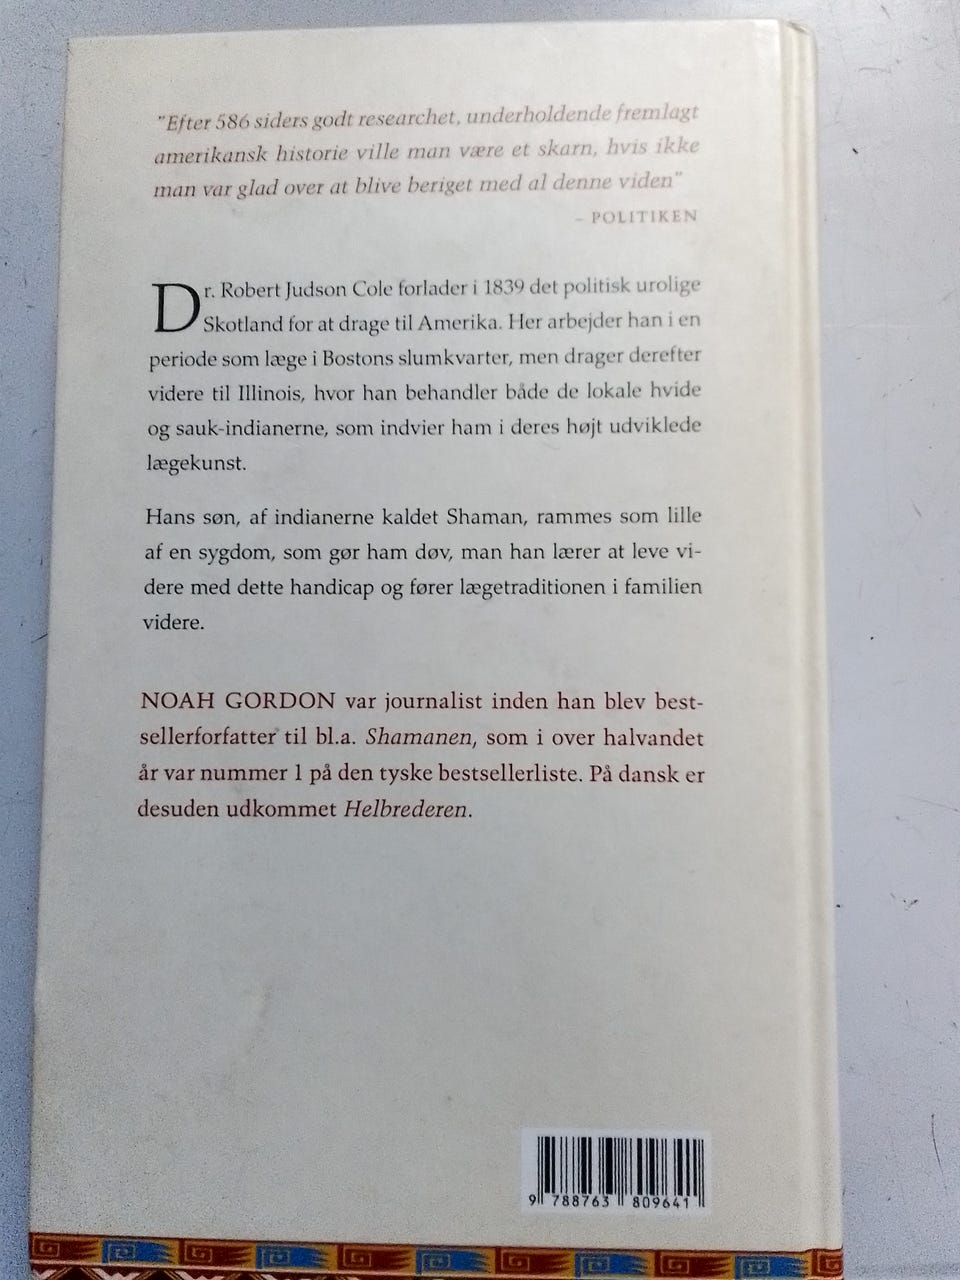 "Efter 586 siders godt researchet, underholdende fremlagt
amerikansk historie ville man være et skarn, hvis ikke
man var glad over at blive beriget med al denne viden"
– POLITIKEN
Dr. Robert Judson Cole forlader i 1839 det politisk urolige
Skotland for at drage til Amerika. Her arbejder han i en
periode som læge i Bostons slumkvarter, men drager derefter
videre til Illinois, hvor han behandler både de lokale hvide
og sauk-indianerne, som indvier ham i deres højt udviklede
lægekunst.
Hans søn, af indianerne kaldet Shaman, rammes som lille
af en sygdom, som gør ham døv, man han lærer at leve vi-
dere med dette handicap og fører lægetraditionen i familien
videre.
NOAH GORDON var journalist inden han blev best-
sellerforfatter til bl.a. Shamanen, som i over halvandet
år var nummer 1 på den tyske bestsellerliste. På dansk er
desuden udkommet Helbrederen.
9 788763 809641